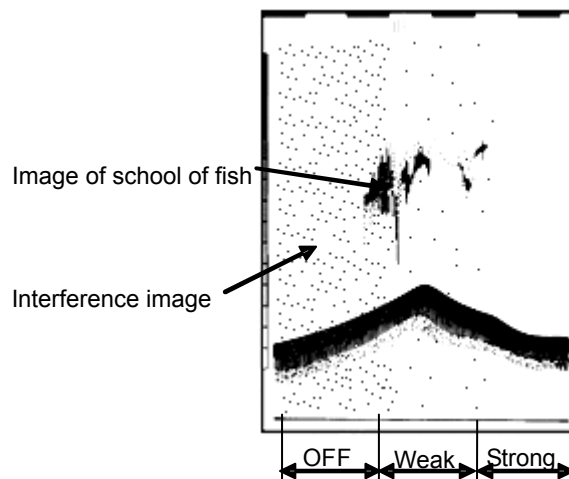 Image of school of fish
Interference image
OFF Weak Strong